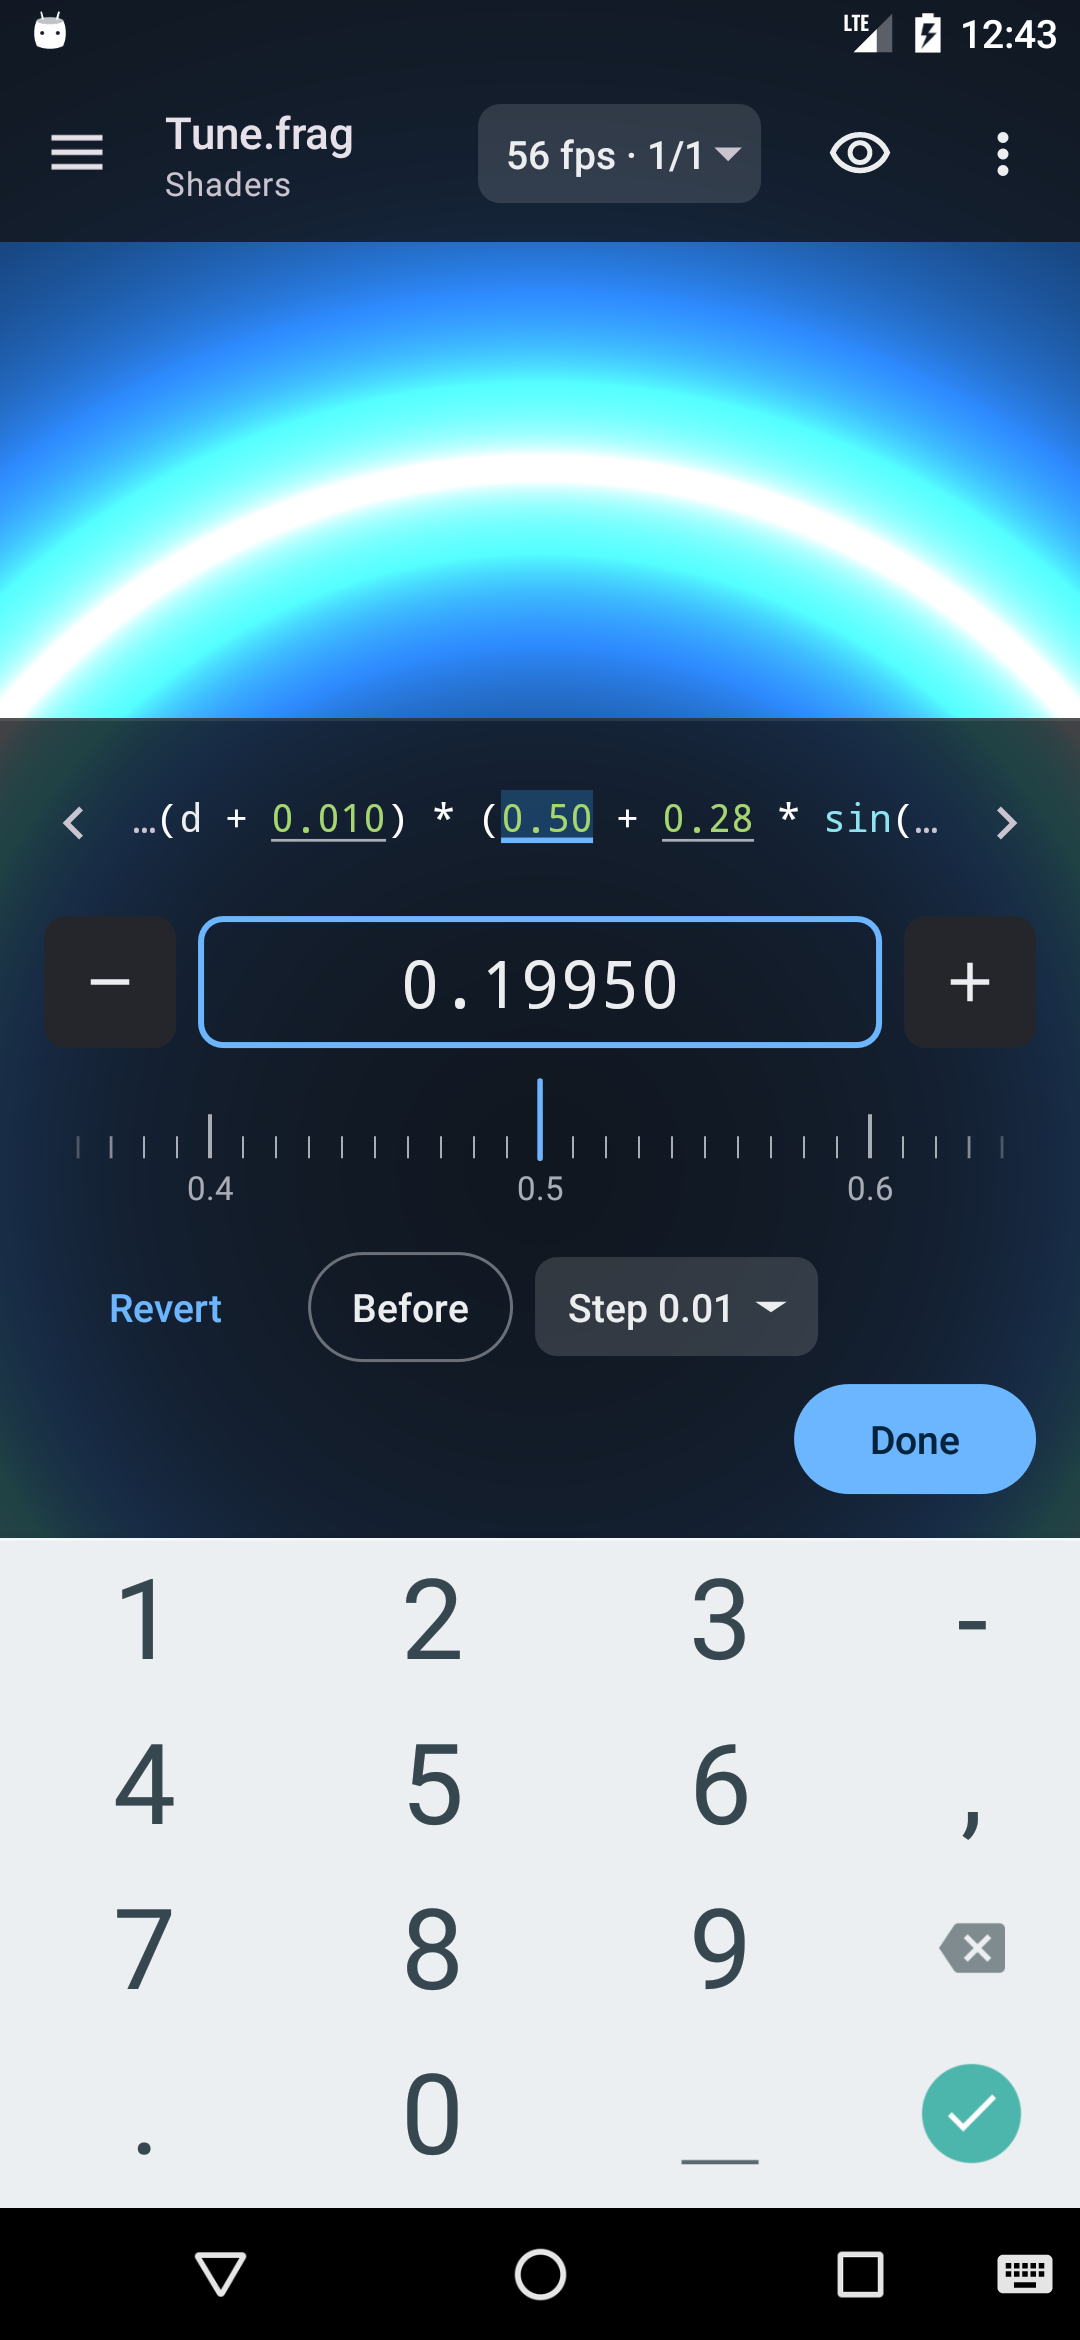 LTE 12:43
Tune.frag
Shaders
56 fps · 1/1
…(d + 0.010) * (0.50 + 0.28 * sin(…
− 0.19950 +
0.4 0.5 0.6
Revert Before Step 0.01
Done
1 2 3 -
4 5 6 ,
7 8 9
. 0